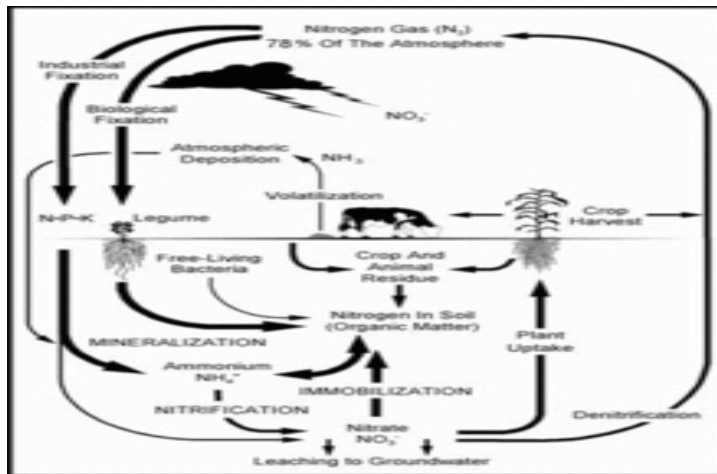 Nitrogen Gas (N₂)
78% Of The Atmosphere
Industrial
Fixation
Biological
Fixation
NO₃⁻
Atmospheric
Deposition
NH₃
Volatilization
N-P-K
Legume
Crop
Harvest
Free-Living
Bacteria
Crop And
Animal
Residue
Nitrogen In Soil
(Organic Matter)
Plant
Uptake
MINERALIZATION
Ammonium
NH₄⁺
IMMOBILIZATION
NITRIFICATION
Denitrification
Nitrate
NO₃⁻
Leaching to Groundwater